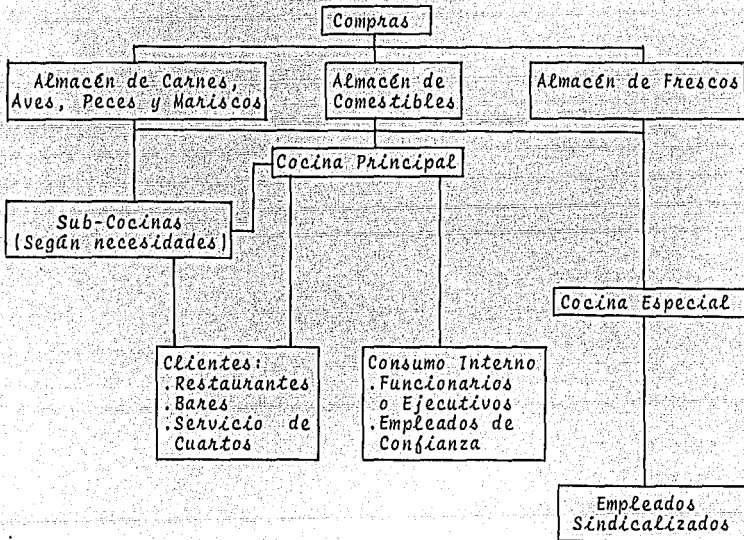 Compras
Almacén de Carnes,
Aves, Peces y Mariscos
Almacén de
Comestibles
Almacén de Frescos
Cocina Principal
Sub-Cocinas
(Según necesidades)
Cocina Especial
Clientes:
.Restaurantes
.Bares
.Servicio de
Cuartos
Consumo Interno
.Funcionarios
o Ejecutivos
.Empleados de
Confianza
Empleados
Sindicalizados